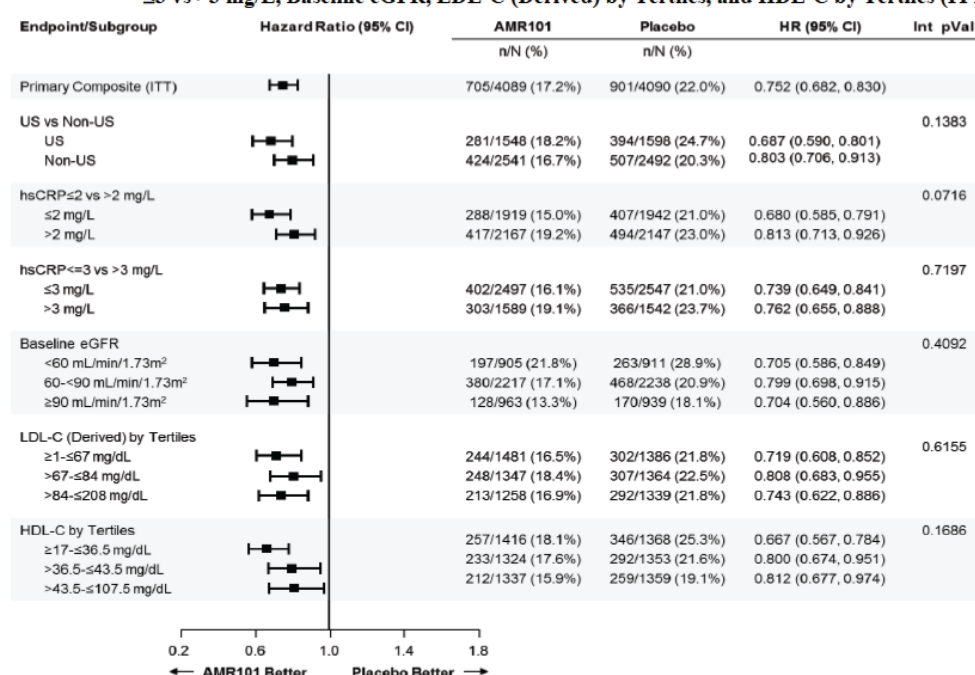 ≤3 vs> 3 mg/L, Baseline eGFR, LDL-C (Derived) by Tertiles, and HDL-C by Tertiles
Endpoint/Subgroup Hazard Ratio (95% CI) AMR101 Placebo HR (95% CI) Int pVal
n/N (%) n/N (%)
Primary Composite (ITT) 705/4089 (17.2%) 901/4090 (22.0%) 0.752 (0.682, 0.830)
US vs Non-US 0.1383
US 281/1548 (18.2%) 394/1598 (24.7%) 0.687 (0.590, 0.801)
Non-US 424/2541 (16.7%) 507/2492 (20.3%) 0.803 (0.706, 0.913)
hsCRP≤2 vs >2 mg/L 0.0716
≤2 mg/L 288/1919 (15.0%) 407/1942 (21.0%) 0.680 (0.585, 0.791)
>2 mg/L 417/2167 (19.2%) 494/2147 (23.0%) 0.813 (0.713, 0.926)
hsCRP<=3 vs >3 mg/L 0.7197
≤3 mg/L 402/2497 (16.1%) 535/2547 (21.0%) 0.739 (0.649, 0.841)
>3 mg/L 303/1589 (19.1%) 366/1542 (23.7%) 0.762 (0.655, 0.888)
Baseline eGFR 0.4092
<60 mL/min/1.73m² 197/905 (21.8%) 263/911 (28.9%) 0.705 (0.586, 0.849)
60-<90 mL/min/1.73m² 380/2217 (17.1%) 468/2238 (20.9%) 0.799 (0.698, 0.915)
≥90 mL/min/1.73m² 128/963 (13.3%) 170/939 (18.1%) 0.704 (0.560, 0.886)
LDL-C (Derived) by Tertiles 0.6155
≥1-≤67 mg/dL 244/1481 (16.5%) 302/1386 (21.8%) 0.719 (0.608, 0.852)
>67-≤84 mg/dL 248/1347 (18.4%) 307/1364 (22.5%) 0.808 (0.683, 0.955)
>84-≤208 mg/dL 213/1258 (16.9%) 292/1339 (21.8%) 0.743 (0.622, 0.886)
HDL-C by Tertiles 0.1686
≥17-≤36.5 mg/dL 257/1416 (18.1%) 346/1368 (25.3%) 0.667 (0.567, 0.784)
>36.5-≤43.5 mg/dL 233/1324 (17.6%) 292/1353 (21.6%) 0.800 (0.674, 0.951)
>43.5-≤107.5 mg/dL 212/1337 (15.9%) 259/1359 (19.1%) 0.812 (0.677, 0.974)
0.2 0.6 1.0 1.4 1.8
← AMR101 Better Placebo Better →